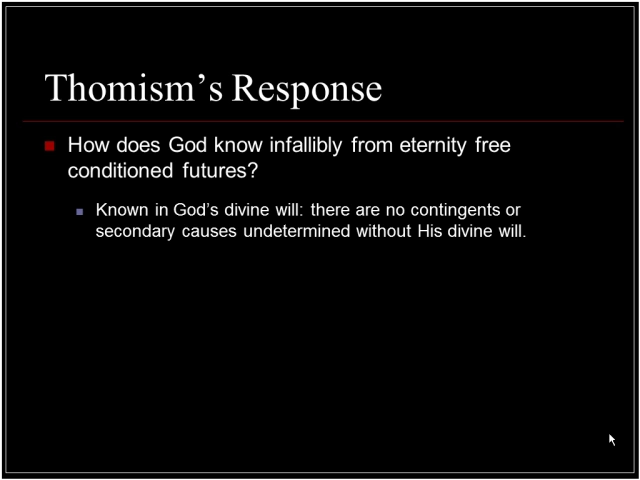 Thomism’s Response
How does God know infallibly from eternity free
conditioned futures?
Known in God’s divine will: there are no contingents or
secondary causes undetermined without His divine will.